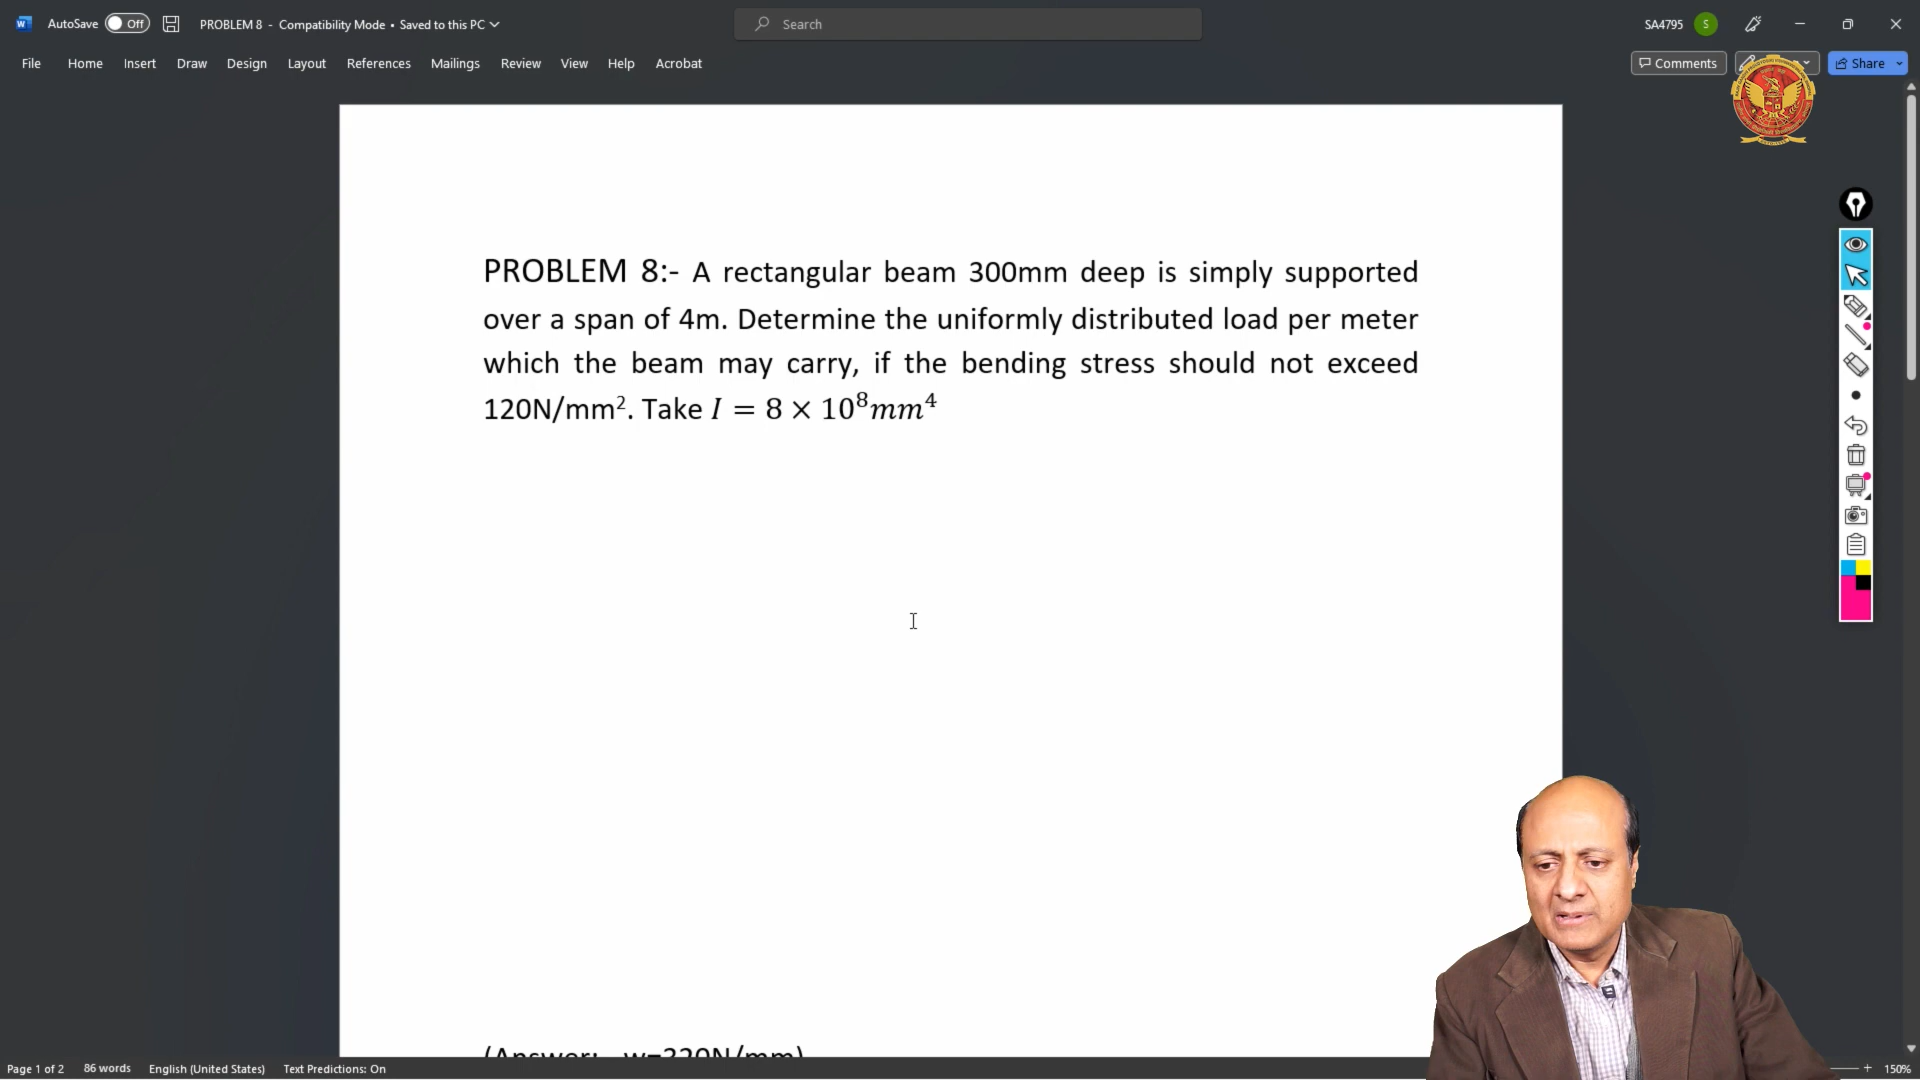 AutoSave Off PROBLEM 8 - Compatibility Mode • Saved to this PC Search SA4795 S
File Home Insert Draw Design Layout References Mailings Review View Help Acrobat Comments Share
PROBLEM 8:- A rectangular beam 300mm deep is simply supported
over a span of 4m. Determine the uniformly distributed load per meter
which the beam may carry, if the bending stress should not exceed
120N/mm². Take I = 8 × 10⁸mm⁴
(Answer:- w=320N/mm)
Page 1 of 2 86 words English (United States) Text Predictions: On 150%